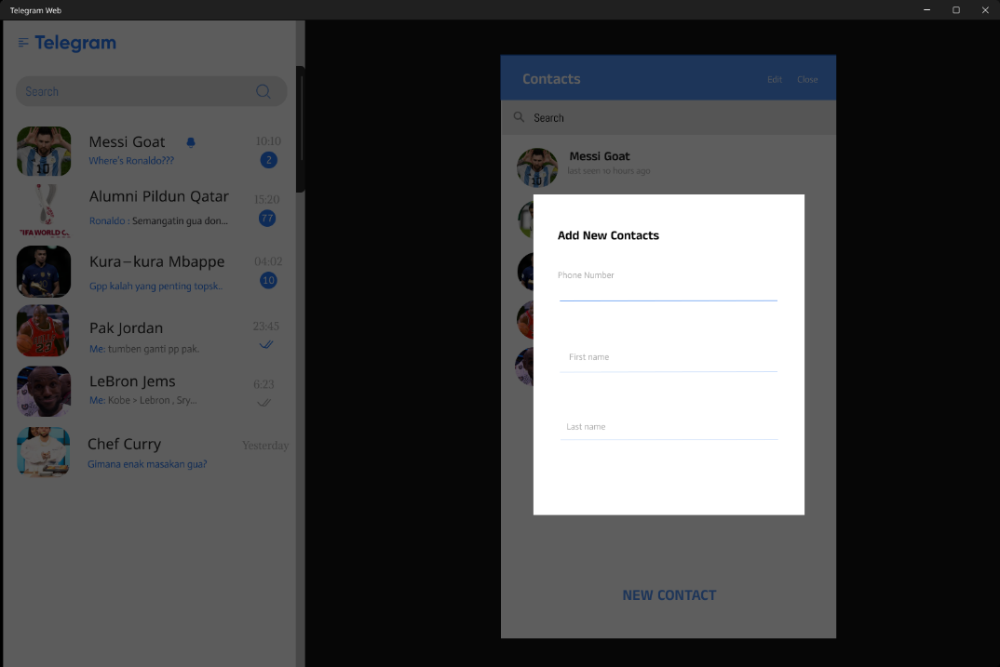 Telegram Web
Telegram
Search
Messi Goat
10:10
Where's Ronaldo???
2
Alumni Pildun Qatar
15:20
Ronaldo : Semangatin gua don...
77
Kura-kura Mbappe
04:02
Gpp kalah yang penting topsk..
10
Pak Jordan
23:45
Me: tumben ganti pp pak.
LeBron Jems
6:23
Me: Kobe > Lebron , Sry...
Chef Curry
Yesterday
Gimana enak masakan gua?
Contacts
Edit
Close
Search
Messi Goat
last seen 10 hours ago
Add New Contacts
Phone Number
First name
Last name
NEW CONTACT